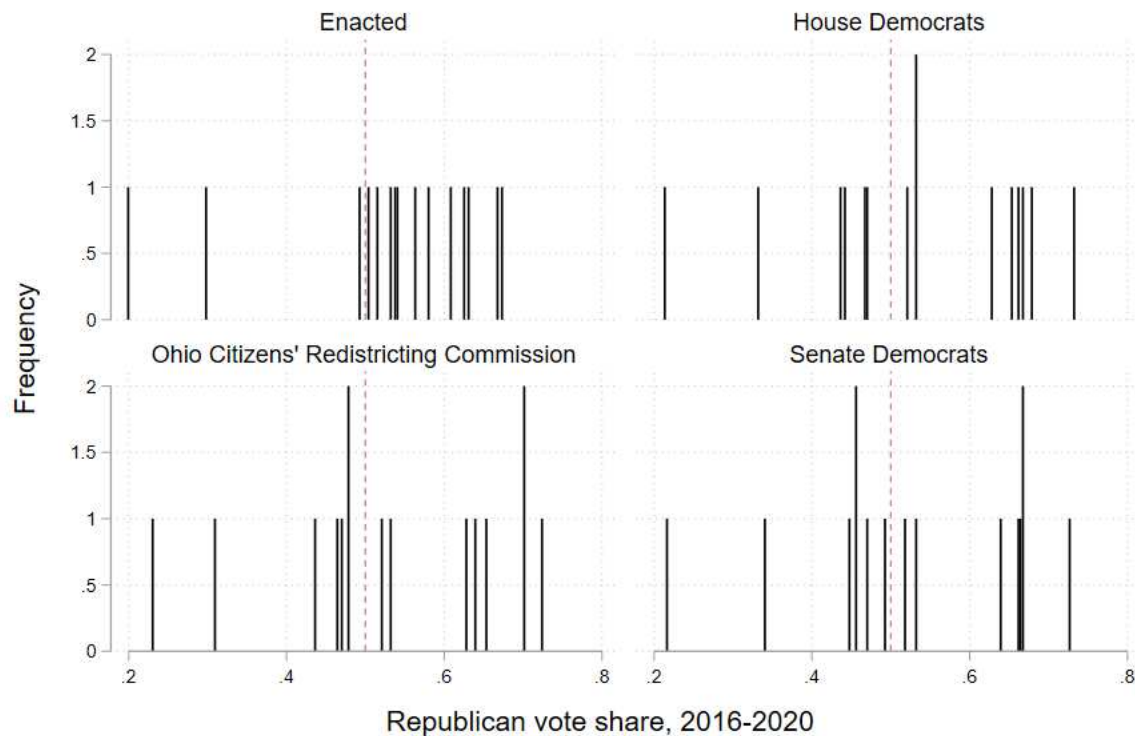 Enacted
House Democrats
2
1.5
1
.5
0
Ohio Citizens' Redistricting Commission
Senate Democrats
2
1.5
1
.5
0
.2 .4 .6 .8 .2 .4 .6 .8
Frequency
Republican vote share, 2016-2020